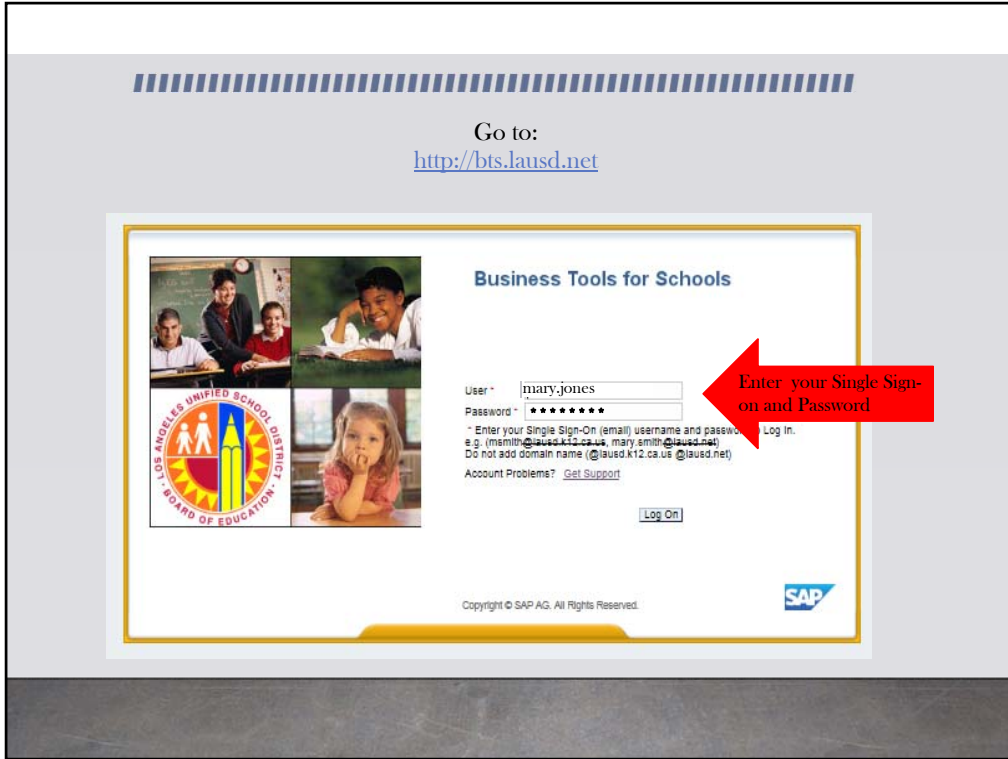 Go to:
http://bts.lausd.net
Business Tools for Schools
User * mary.jones
Password * ********
Enter your Single Sign-
on and Password
* Enter your Single Sign-On (email) username and passwor Log In.
e.g. (msmith@lausd.k12.ca.us, mary.smith@lausd.net)
Do not add domain name (@lausd.k12.ca.us @lausd.net)
Account Problems? Get Support
Log On
LOS ANGELES UNIFIED SCHOOL DISTRICT
BOARD OF EDUCATION
Copyright © SAP AG. All Rights Reserved.
SAP